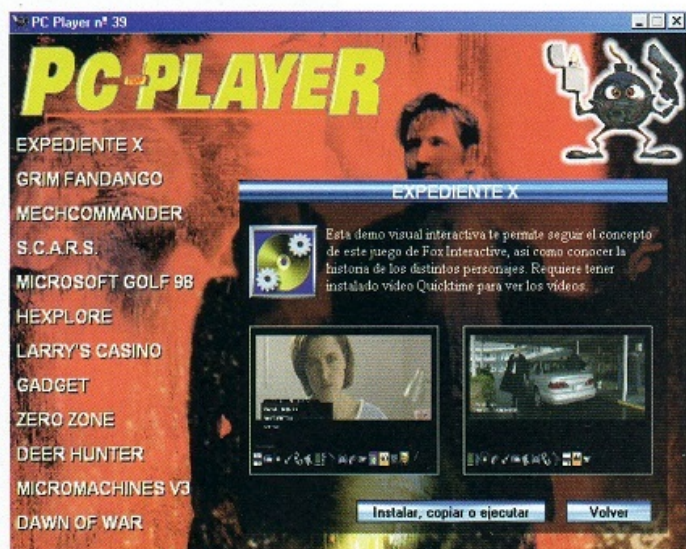 PC Player nº 39
PC PLAYER
EXPEDIENTE X
GRIM FANDANGO
MECHCOMMANDER
S.C.A.R.S.
MICROSOFT GOLF 98
HEXPLORE
LARRY'S CASINO
GADGET
ZERO ZONE
DEER HUNTER
MICROMACHINES V3
DAWN OF WAR
EXPEDIENTE X
Esta demo visual interactiva te permite seguir el concepto
de este juego de Fox Interactive, así como conocer la
historia de los distintos personajes. Requiere tener
instalado vídeo Quicktime para ver los vídeos.
Instalar, copiar o ejecutar
Volver